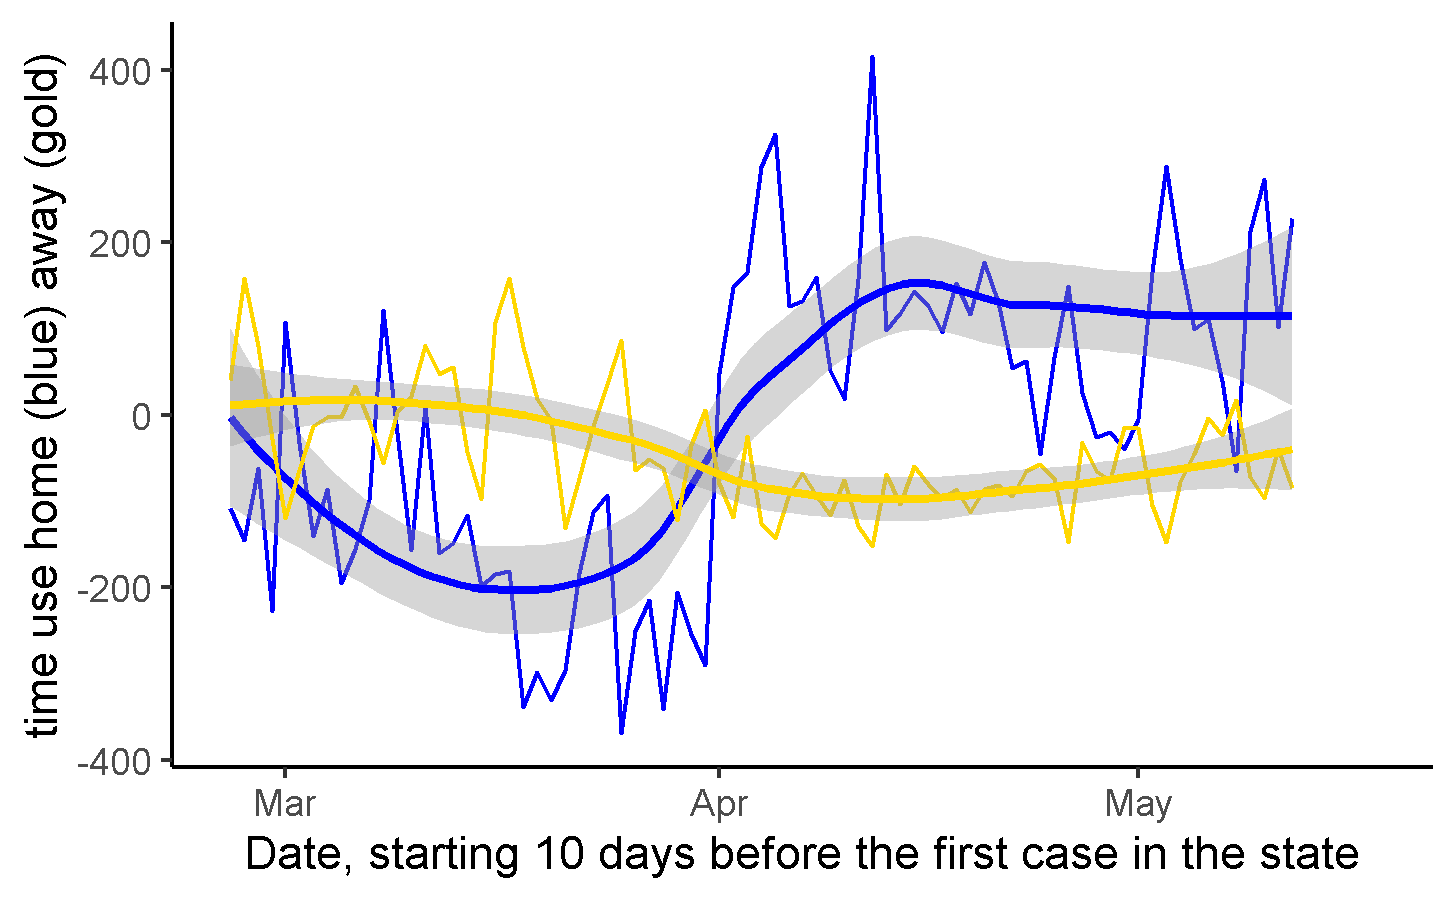 time use home (blue) away (gold)
400
200
0
-200
-400
Mar
Apr
May
Date, starting 10 days before the first case in the state